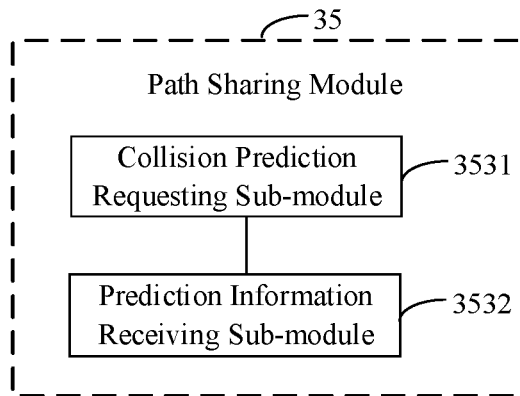 35
Path Sharing Module
Collision Prediction
Requesting Sub-module
3531
Prediction Information
Receiving Sub-module
3532